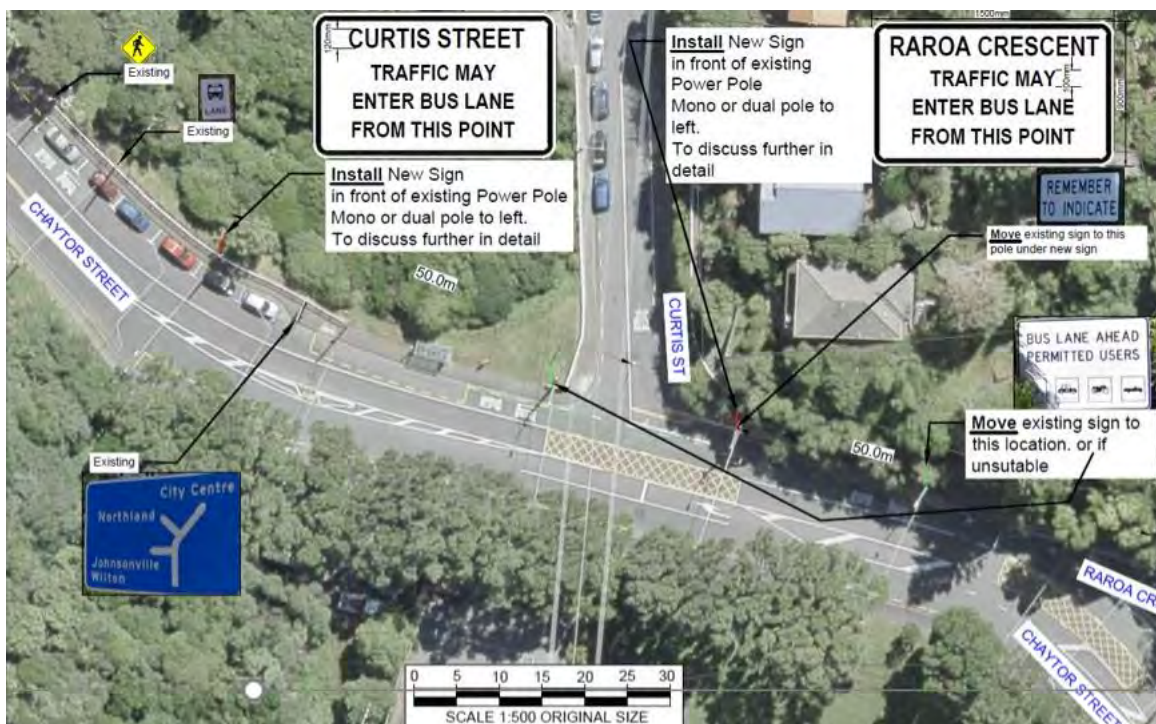 CURTIS STREET
TRAFFIC MAY
ENTER BUS LANE
FROM THIS POINT
120mm
Install New Sign
in front of existing Power Pole
Mono or dual pole to left.
To discuss further in detail
Existing
LANE
Existing
CHAYTOR STREET
50.0m
Existing
City Centre
Northland
Johnsonville
Wilton
Install New Sign
in front of existing
Power Pole
Mono or dual pole to
left.
To discuss further in
detail
RAROA CRESCENT
TRAFFIC MAY
ENTER BUS LANE
FROM THIS POINT
REMEMBER
TO INDICATE
Move existing sign to this
pole under new sign
CURTIS ST
BUS LANE AHEAD
PERMITTED USERS
Move existing sign to
this location. or if
unsutable
50.0m
RAROA CR
CHAYTOR STREET
0 5 10 15 20 25 30
SCALE 1:500 ORIGINAL SIZE